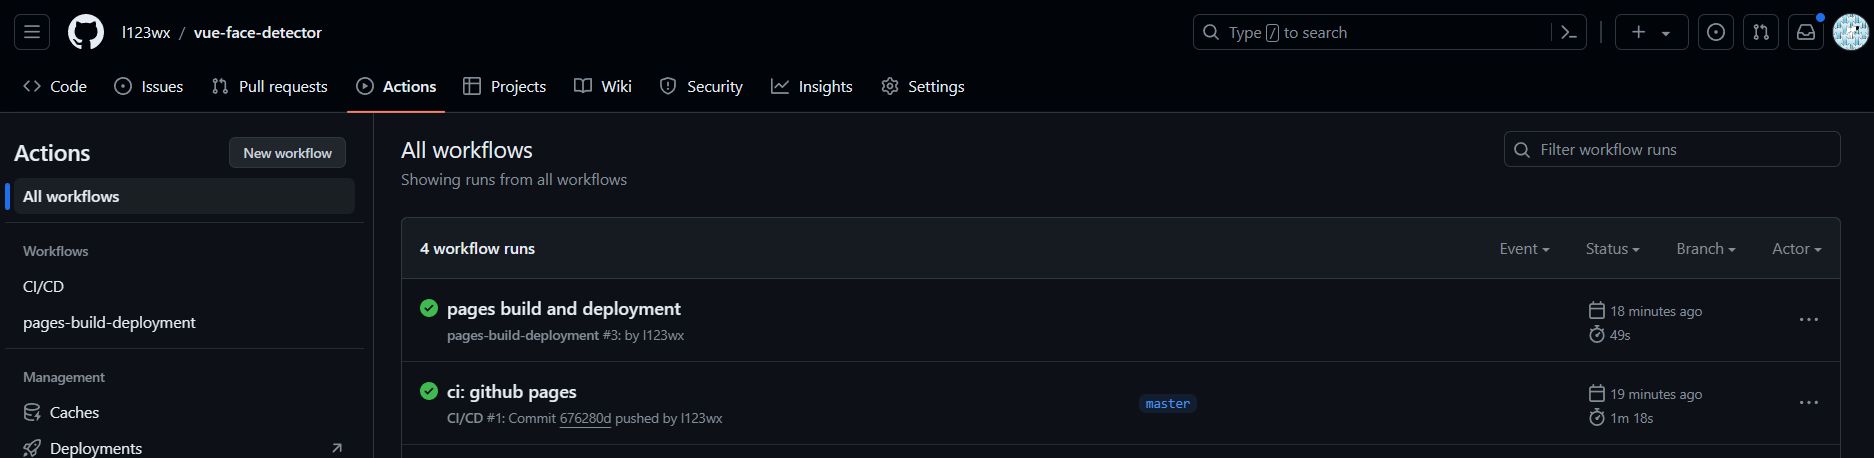 l123wx / vue-face-detector
Type / to search
Code Issues Pull requests Actions Projects Wiki Security Insights Settings
Actions
New workflow
All workflows
Workflows
CI/CD
pages-build-deployment
Management
Caches
Deployments
All workflows
Showing runs from all workflows
Filter workflow runs
4 workflow runs
Event Status Branch Actor
pages build and deployment
pages-build-deployment #3: by l123wx
18 minutes ago
49s
ci: github pages
CI/CD #1: Commit 676280d pushed by l123wx
master
19 minutes ago
1m 18s